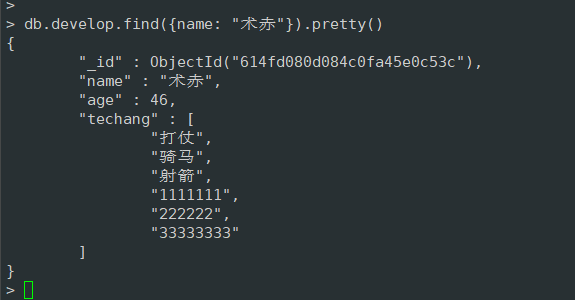 >
> db.develop.find({name: "术赤"}).pretty()
{
        "_id" : ObjectId("614fd080d084c0fa45e0c53c"),
        "name" : "术赤",
        "age" : 46,
        "techang" : [
                "打仗",
                "骑马",
                "射箭",
                "1111111",
                "222222",
                "33333333"
        ]
}
>